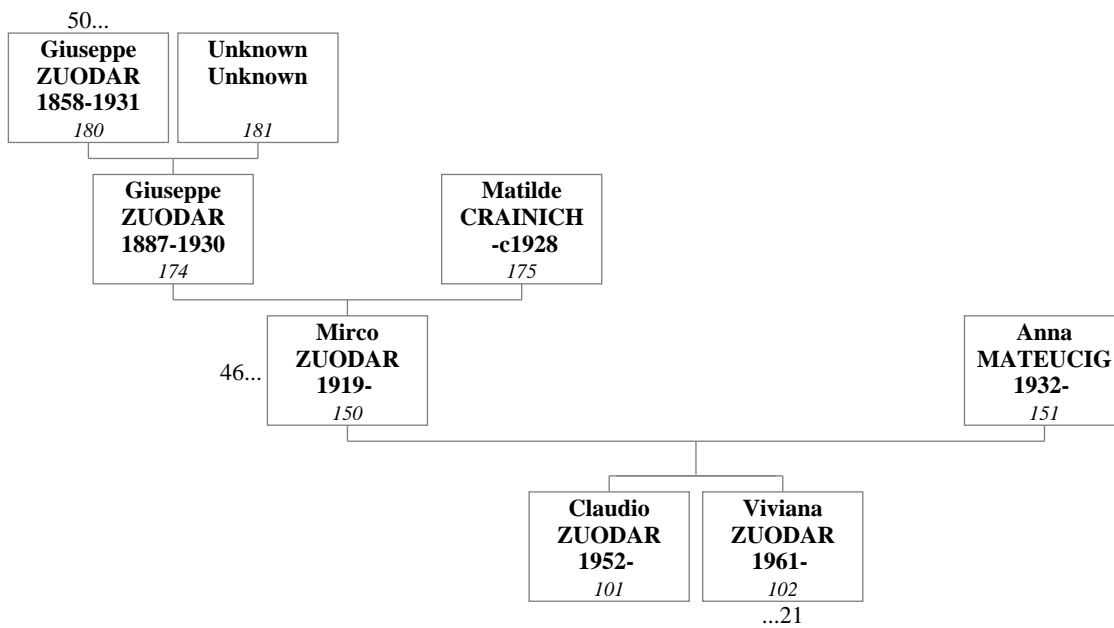 50...
Giuseppe
ZUODAR
1858-1931
180
Unknown
Unknown
181
Giuseppe
ZUODAR
1887-1930
174
Matilde
CRAINICH
-c1928
175
46...
Mirco
ZUODAR
1919-
150
Anna
MATEUCIG
1932-
151
Claudio
ZUODAR
1952-
101
Viviana
ZUODAR
1961-
102
...21